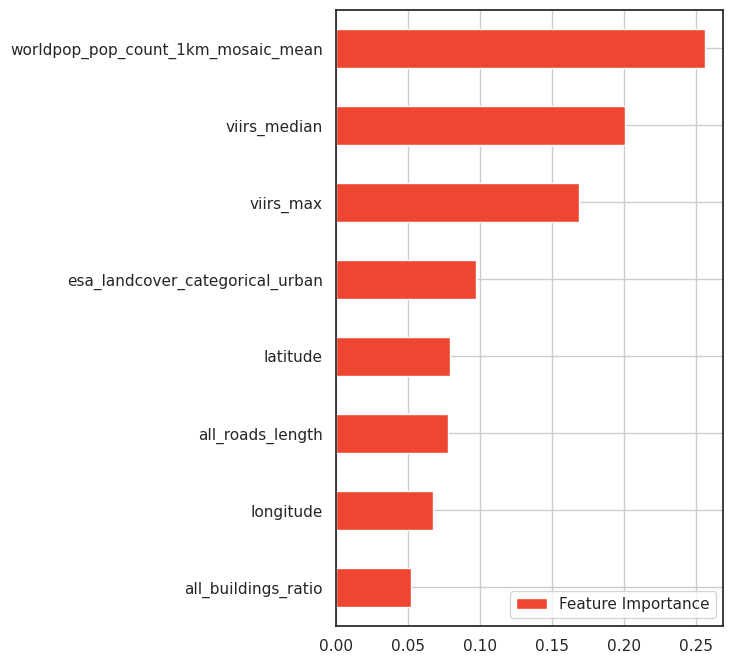 worldpop_pop_count_1km_mosaic_mean
viirs_median
viirs_max
esa_landcover_categorical_urban
latitude
all_roads_length
longitude
all_buildings_ratio
Feature Importance
0.00 0.05 0.10 0.15 0.20 0.25